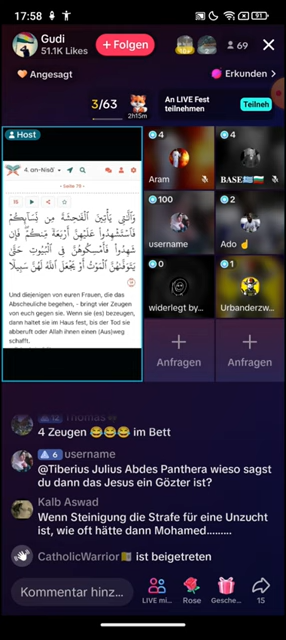 17:58
91
Gudi
51.1K Likes
+ Folgen
69
Angesagt
Erkunden >
3/63
2h15m
An LIVE Fest
teilnehmen
Teilneh
Host
4. an-Nisā'
- Seite 79 -
15
وَٱلَّٰتِى يَأْتِينَ ٱلْفَٰحِشَةَ مِن نِّسَآئِكُمْ
فَٱسْتَشْهِدُوا۟ عَلَيْهِنَّ أَرْبَعَةً مِّنكُمْ ۖ فَإِن
شَهِدُوا۟ فَأَمْسِكُوهُنَّ فِى ٱلْبُيُوتِ حَتَّىٰ
يَتَوَفَّىٰهُنَّ ٱلْمَوْتُ أَوْ يَجْعَلَ ٱللَّهُ لَهُنَّ سَبِيلًا
Und diejenigen von euren Frauen, die das
Abscheuliche begehen, - bringt vier Zeugen
von euch gegen sie. Wenn sie (es) bezeugen,
dann haltet sie im Haus fest, bis der Tod sie
abberuft oder Allah ihnen einen (Aus)weg
schafft.
4
Aram
4
BASE
100
username
2
Ado
0
widerlegt by...
1
Urbanderzw...
+
Anfragen
+
Anfragen
12 Thomas
4 Zeugen 😂😂😂 im Bett
6 username
@Tiberius Julius Abdes Panthera wieso sagst
du dann das Jesus ein Götzter ist?
Kalb Aswad
Wenn Steinigung die Strafe für eine Unzucht
ist, wie oft hätte dann Mohamed.........
CatholicWarrior ist beigetreten
Kommentar hinz...
LIVE mi...
Rose
Gesche...
15